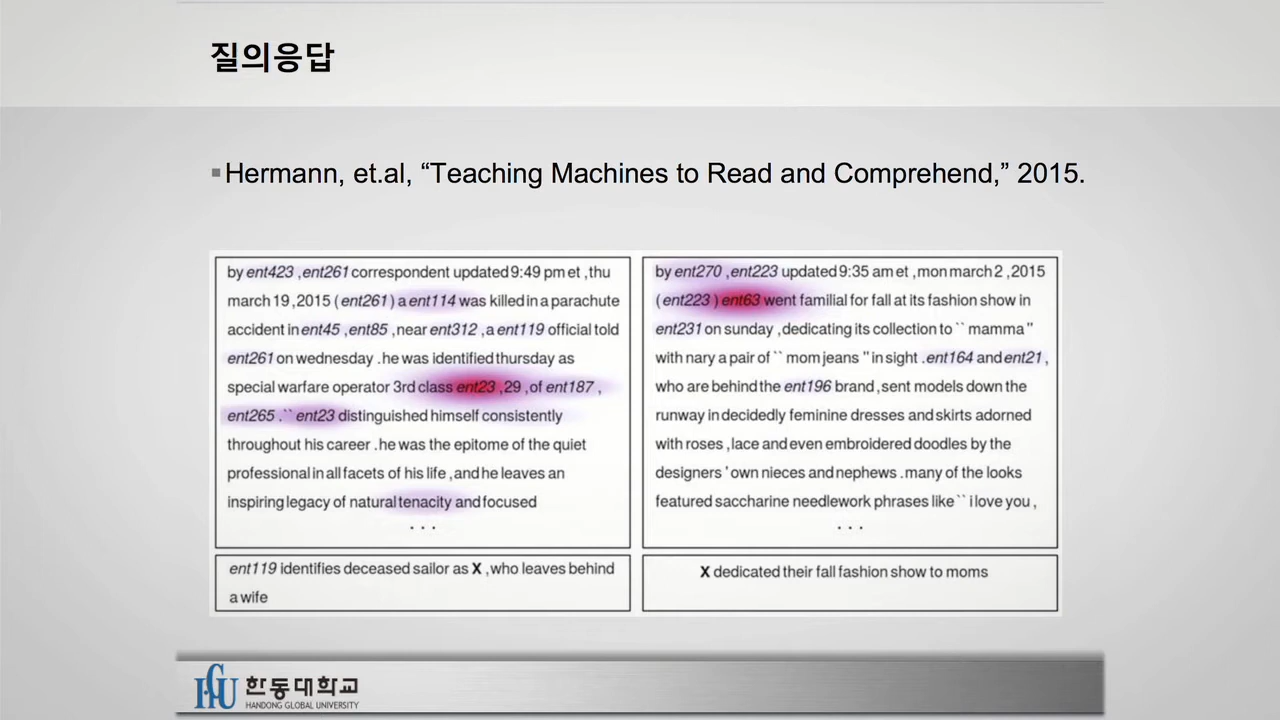 질의응답
Hermann, et.al, “Teaching Machines to Read and Comprehend,” 2015.
by ent423 ,ent261 correspondent updated 9:49 pm et ,thu
march 19 ,2015 ( ent261 ) a ent114 was killed in a parachute
accident in ent45 ,ent85 ,near ent312 ,a ent119 official told
ent261 on wednesday .he was identified thursday as
special warfare operator 3rd class ent23 ,29 ,of ent187 ,
ent265 .`` ent23 distinguished himself consistently
throughout his career .he was the epitome of the quiet
professional in all facets of his life ,and he leaves an
inspiring legacy of natural tenacity and focused
. . .
ent119 identifies deceased sailor as X ,who leaves behind
a wife
by ent270 ,ent223 updated 9:35 am et ,mon march 2 ,2015
( ent223 ) ent63 went familial for fall at its fashion show in
ent231 on sunday ,dedicating its collection to `` mamma "
with nary a pair of `` mom jeans " in sight .ent164 and ent21 ,
who are behind the ent196 brand ,sent models down the
runway in decidedly feminine dresses and skirts adorned
with roses ,lace and even embroidered doodles by the
designers ' own nieces and nephews .many of the looks
featured saccharine needlework phrases like `` i love you ,
. . .
X dedicated their fall fashion show to moms
HGU 한동대학교
HANDONG GLOBAL UNIVERSITY